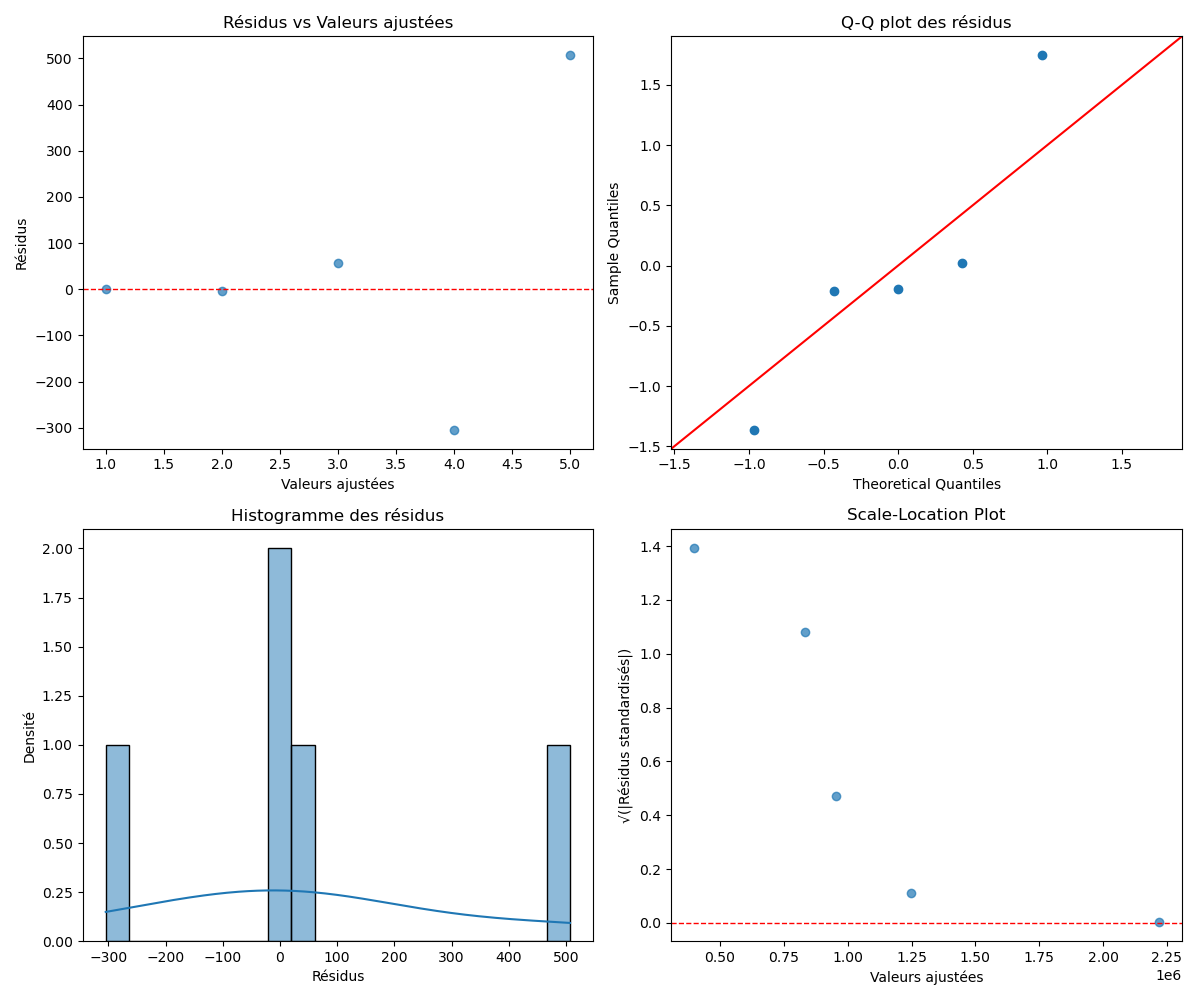 Résidus vs Valeurs ajustées
500
400
300
200
100
0
−100
−200
−300
Résidus
1.0 1.5 2.0 2.5 3.0 3.5 4.0 4.5 5.0
Valeurs ajustées
Q-Q plot des résidus
1.5
1.0
0.5
0.0
−0.5
−1.0
−1.5
Sample Quantiles
−1.5 −1.0 −0.5 0.0 0.5 1.0 1.5
Theoretical Quantiles
Histogramme des résidus
2.00
1.75
1.50
1.25
1.00
0.75
0.50
0.25
0.00
Densité
−300 −200 −100 0 100 200 300 400 500
Résidus
Scale-Location Plot
1.4
1.2
1.0
0.8
0.6
0.4
0.2
0.0
√(|Résidus standardisés|)
0.50 0.75 1.00 1.25 1.50 1.75 2.00 2.25
1e6
Valeurs ajustées